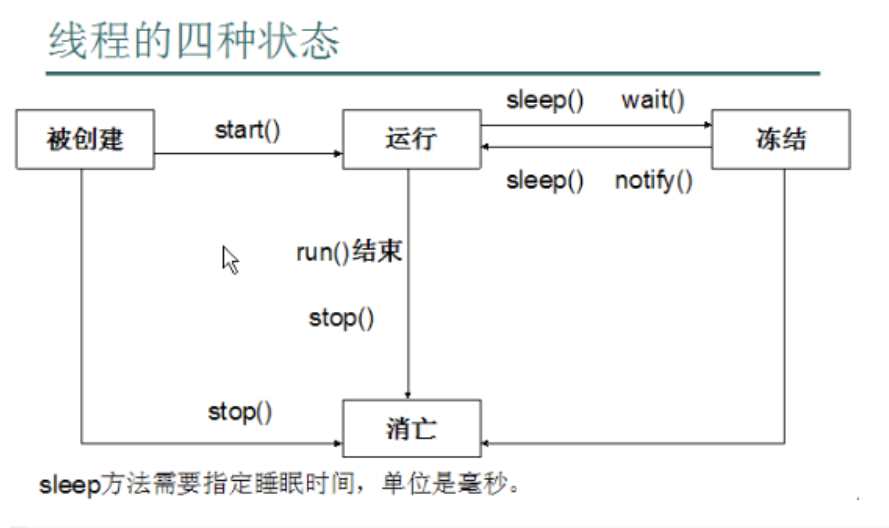 线程的四种状态
sleep() wait()
被创建 start() 运行 冻结
sleep() notify()
run()结束
stop()
stop()
消亡
sleep方法需要指定睡眠时间，单位是毫秒。